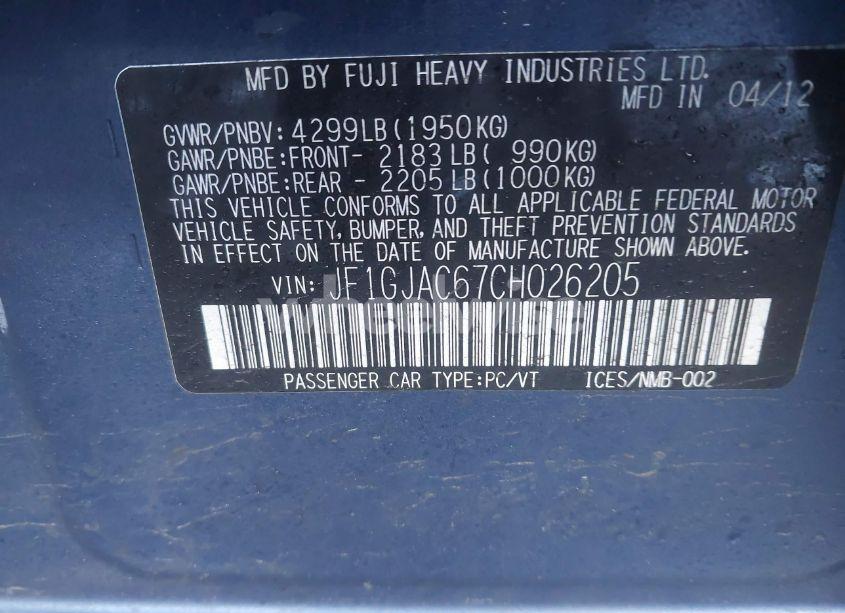 MFD BY FUJI HEAVY INDUSTRIES LTD.
MFD IN 04/12
GVWR/PNBV: 4299LB(1950KG)
GAWR/PNBE:FRONT- 2183LB( 990KG)
GAWR/PNBE:REAR - 2205LB(1000KG)
THIS VEHICLE CONFORMS TO ALL APPLICABLE FEDERAL MOTOR
VEHICLE SAFETY, BUMPER, AND THEFT PREVENTION STANDARDS
IN EFFECT ON THE DATE OF MANUFACTURE SHOWN ABOVE.
VIN: JF1GJAC67CH026205
wheelwise
PASSENGER CAR TYPE:PC/VT ICES/NMB-002